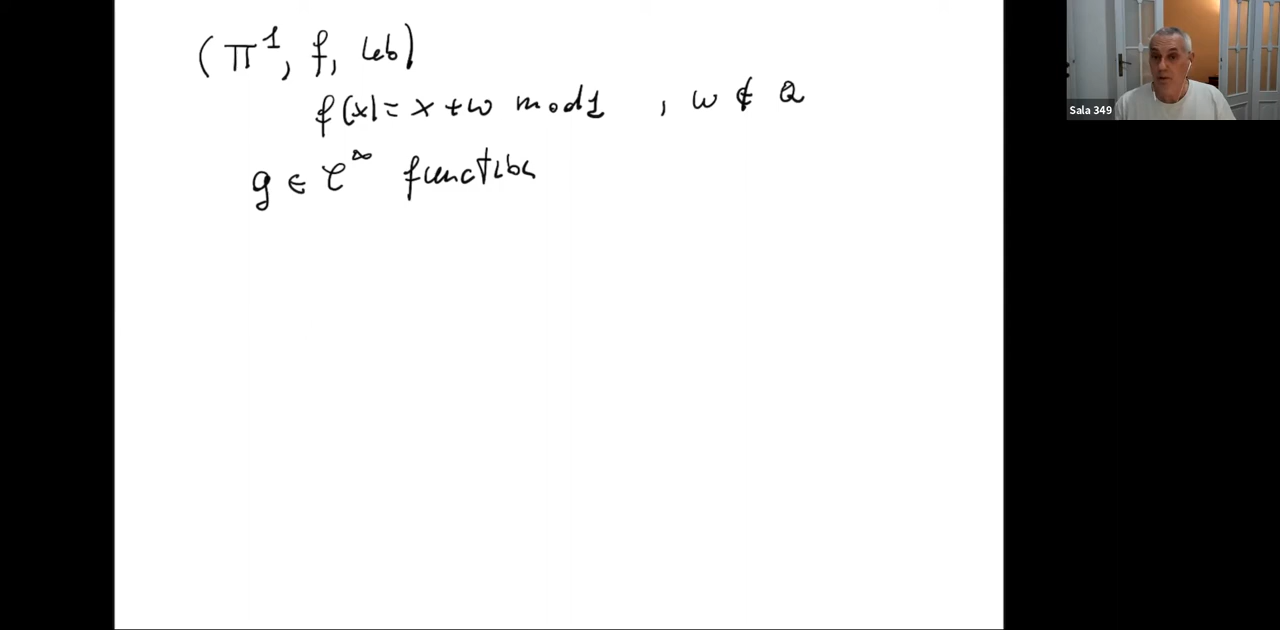 (𝕋¹, f, Leb)
f(x) = x + ω mod 1 , ω ∉ Q
g ∈ C^∞ function
Sala 349